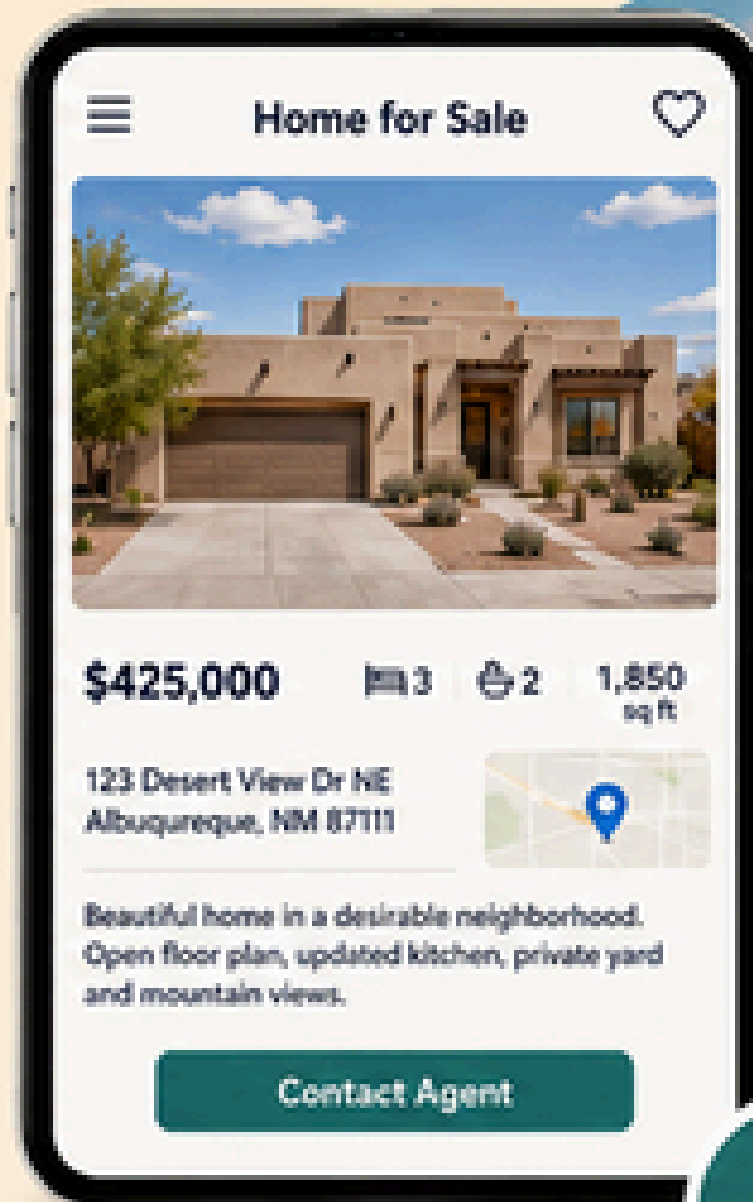 Home for Sale
$425,000
3
2
1,850
sq ft
123 Desert View Dr NE
Albuqureque, NM 87111
Beautiful home in a desirable neighborhood.
Open floor plan, updated kitchen, private yard
and mountain views.
Contact Agent